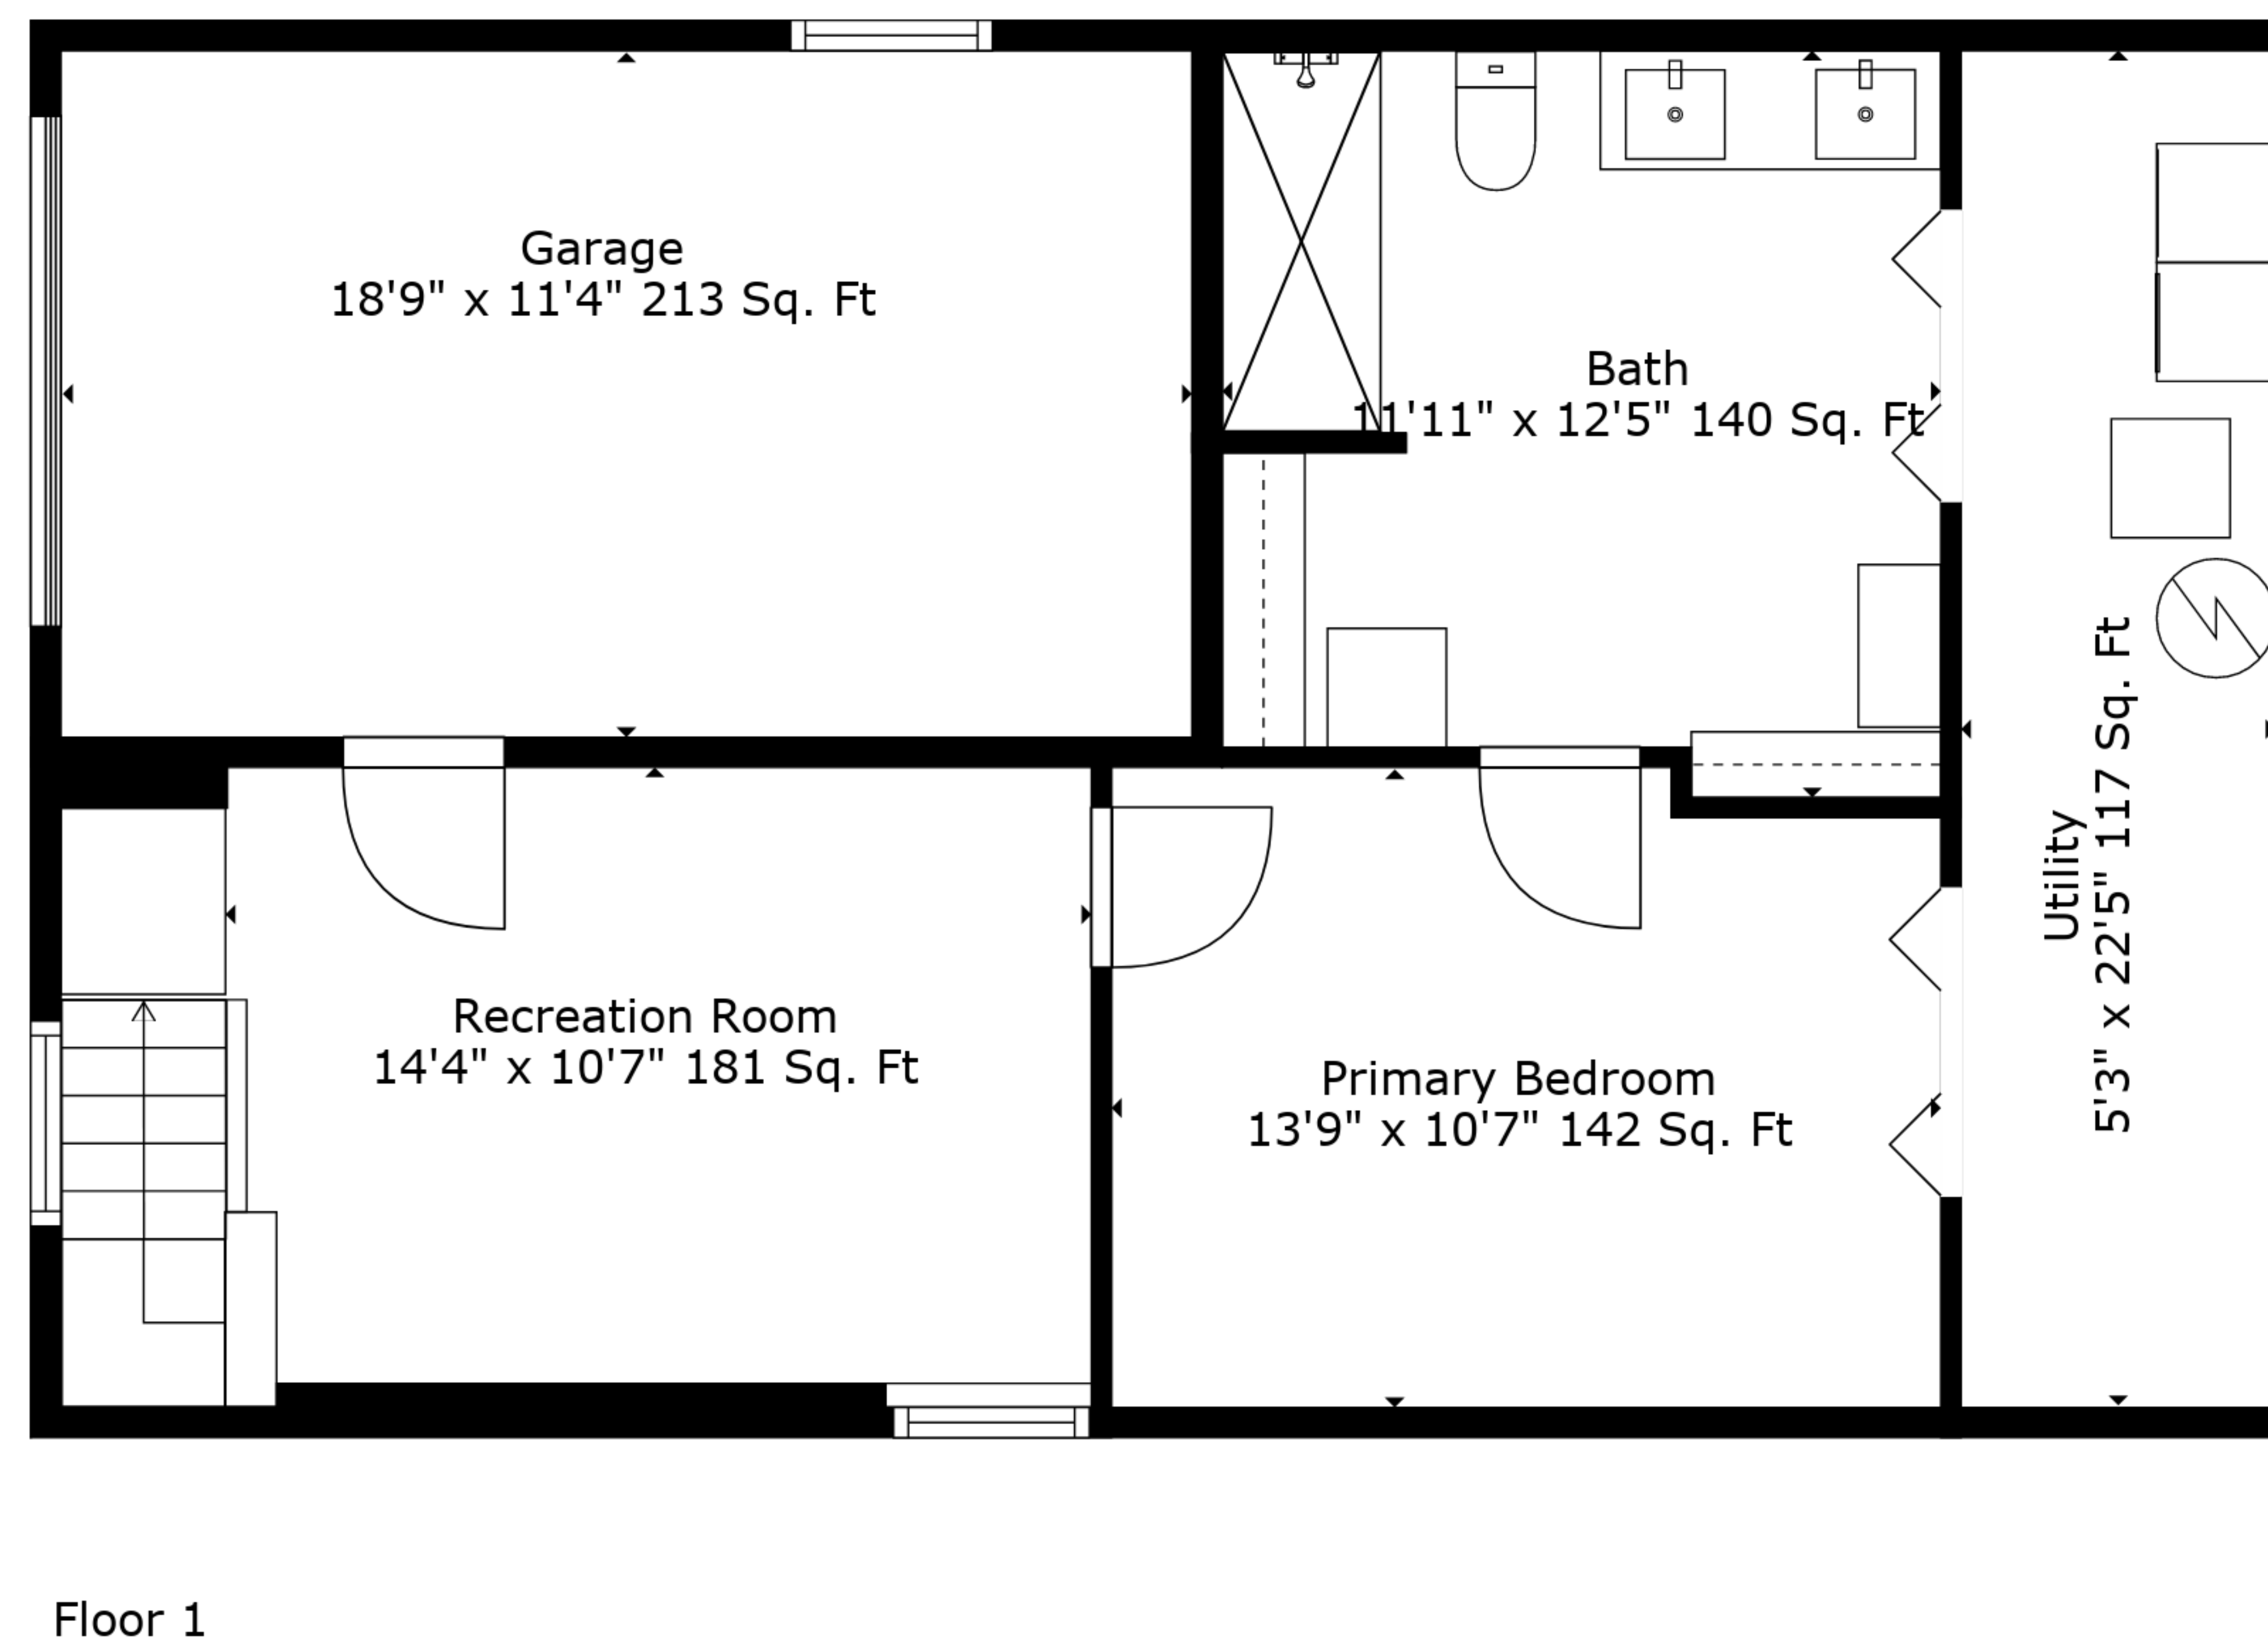 Garage
18'9" x 11'4" 213 Sq. Ft
Bath
11'11" x 12'5" 140 Sq. Ft
Utility
5'3" x 22'5" 117 Sq. Ft
Recreation Room
14'4" x 10'7" 181 Sq. Ft
Primary Bedroom
13'9" x 10'7" 142 Sq. Ft
Floor 1